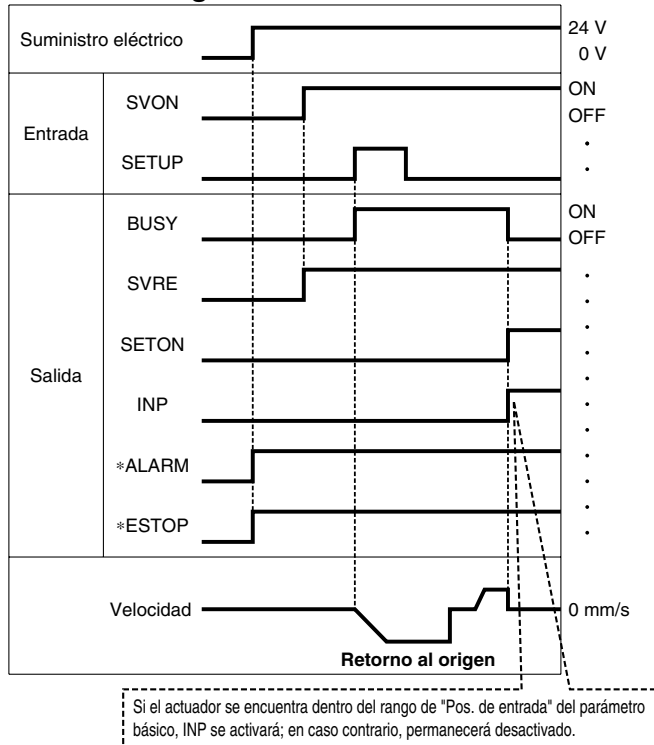 Suministro eléctrico
24 V
0 V
Entrada
SVON
ON
OFF
SETUP
Salida
BUSY
ON
OFF
SVRE
SETON
INP
*ALARM
*ESTOP
Velocidad
0 mm/s
Retorno al origen
Si el actuador se encuentra dentro del rango de "Pos. de entrada" del parámetro
básico, INP se activará; en caso contrario, permanecerá desactivado.